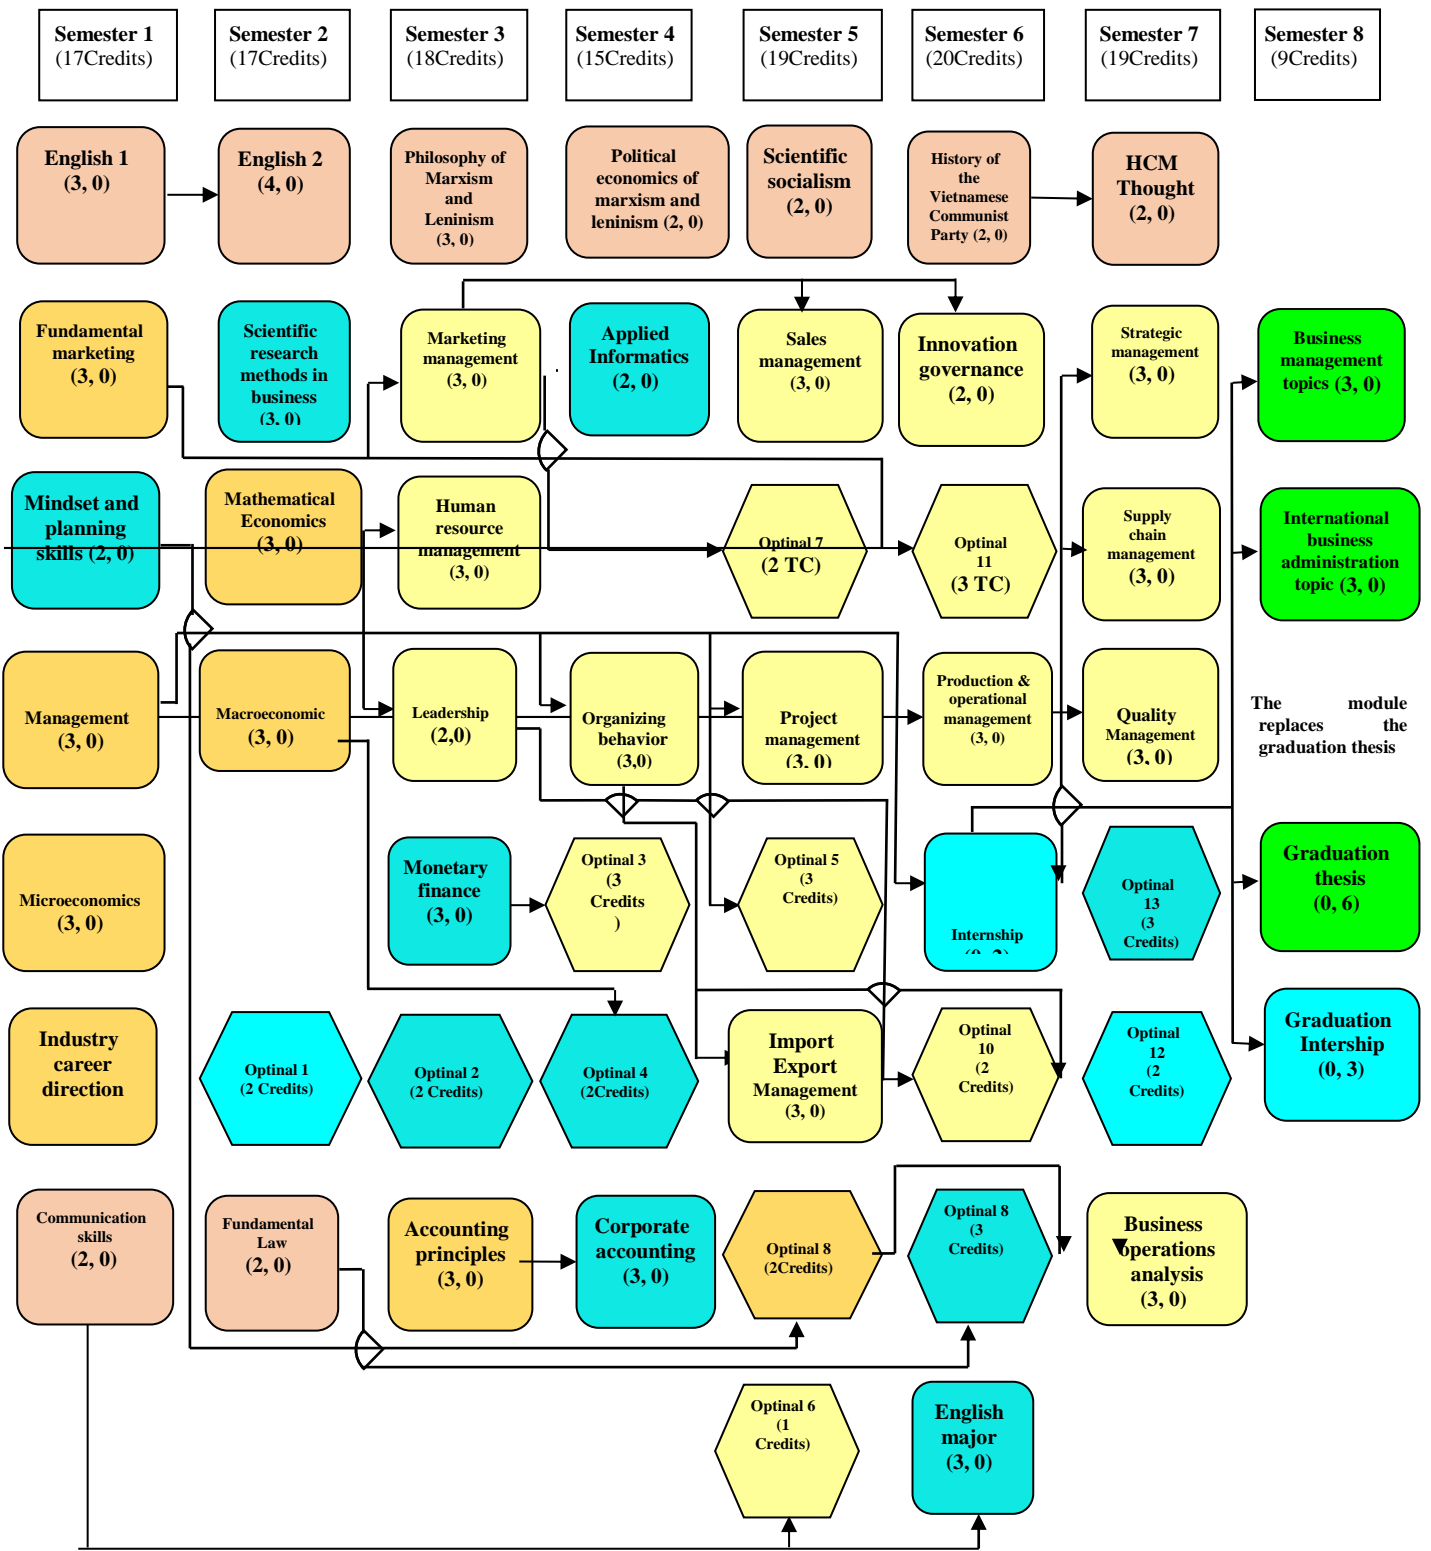 Semester 1
(17Credits)
Semester 2
(17Credits)
Semester 3
(18Credits)
Semester 4
(15Credits)
Semester 5
(19Credits)
Semester 6
(20Credits)
Semester 7
(19Credits)
Semester 8
(9Credits)
English 1
(3, 0)
English 2
(4, 0)
Philosophy of
Marxism
and
Leninism
(3, 0)
Political
economics of
marxism and
leninism (2, 0)
Scientific
socialism
(2, 0)
History of
the
Vietnamese
Communist
Party (2, 0)
HCM
Thought
(2, 0)
Fundamental
marketing
(3, 0)
Scientific
research
methods in
business
(3, 0)
Marketing
management
(3, 0)
Applied
Informatics
(2, 0)
Sales
management
(3, 0)
Innovation
governance
(2, 0)
Strategic
management
(3, 0)
Business
management
topics (3, 0)
Mindset and
planning
skills (2, 0)
Mathematical
Economics
(3, 0)
Human
resource
management
(3, 0)
Optinal 7
(2 TC)
Optinal
11
(3 TC)
Supply
chain
management
(3, 0)
International
business
administration
topic (3, 0)
Management
(3, 0)
Macroeconomic
(3, 0)
Leadership
(2,0)
Organizing
behavior
(3,0)
Project
management
(3, 0)
Production &
operational
management
(3, 0)
Quality
Management
(3, 0)
The module
replaces the
graduation thesis
Microeconomics
(3, 0)
Monetary
finance
(3, 0)
Optinal 3
(3
Credits
)
Optinal 5
(3
Credits)
Internship
(0, 2)
Optinal
13
(3
Credits)
Graduation
thesis
(0, 6)
Industry
career
direction
Optinal 1
(2 Credits)
Optinal 2
(2 Credits)
Optinal 4
(2Credits)
Import
Export
Management
(3, 0)
Optinal
10
(2
Credits)
Optinal
12
(2
Credits)
Graduation
Intership
(0, 3)
Communication
skills
(2, 0)
Fundamental
Law
(2, 0)
Accounting
principles
(3, 0)
Corporate
accounting
(3, 0)
Optinal 8
(2Credits)
Optinal 8
(3
Credits)
Business
operations
analysis
(3, 0)
Optinal 6
(1
Credits)
English
major
(3, 0)